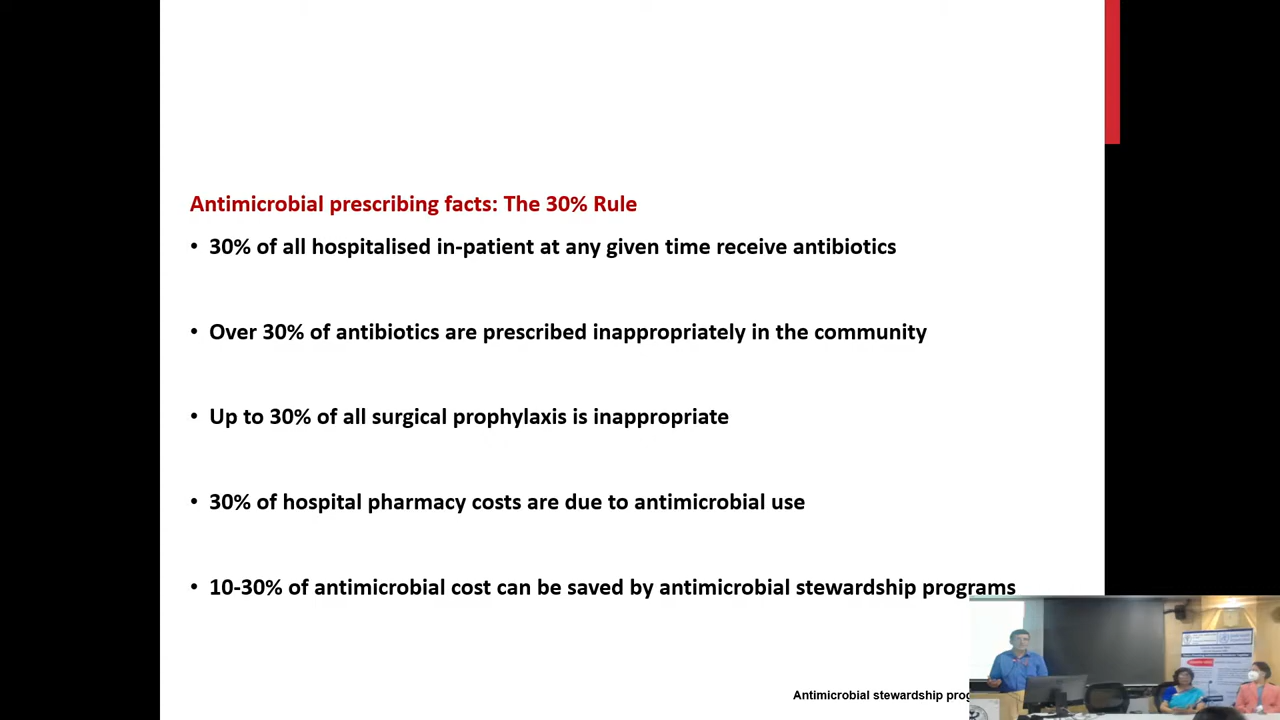 Antimicrobial prescribing facts: The 30% Rule
• 30% of all hospitalised in-patient at any given time receive antibiotics
• Over 30% of antibiotics are prescribed inappropriately in the community
• Up to 30% of all surgical prophylaxis is inappropriate
• 30% of hospital pharmacy costs are due to antimicrobial use
• 10-30% of antimicrobial cost can be saved by antimicrobial stewardship programs
Antimicrobial stewardship